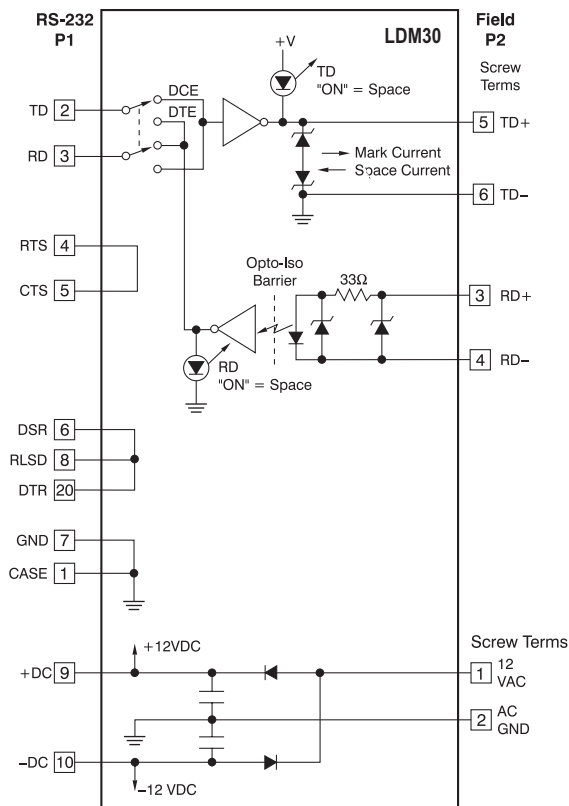 RS-232
P1
LDM30
Field
P2
Screw
Terms
+V
TD
"ON" = Space
DCE
DTE
TD 2
RD 3
5 TD+
Mark Current
Space Current
6 TD–
RTS 4
CTS 5
Opto-Iso
Barrier
33Ω
3 RD+
4 RD–
RD
"ON" = Space
DSR 6
RLSD 8
DTR 20
GND 7
CASE 1
+12VDC
Screw Terms
+DC 9
1 12
VAC
2 AC
GND
–DC 10
–12 VDC